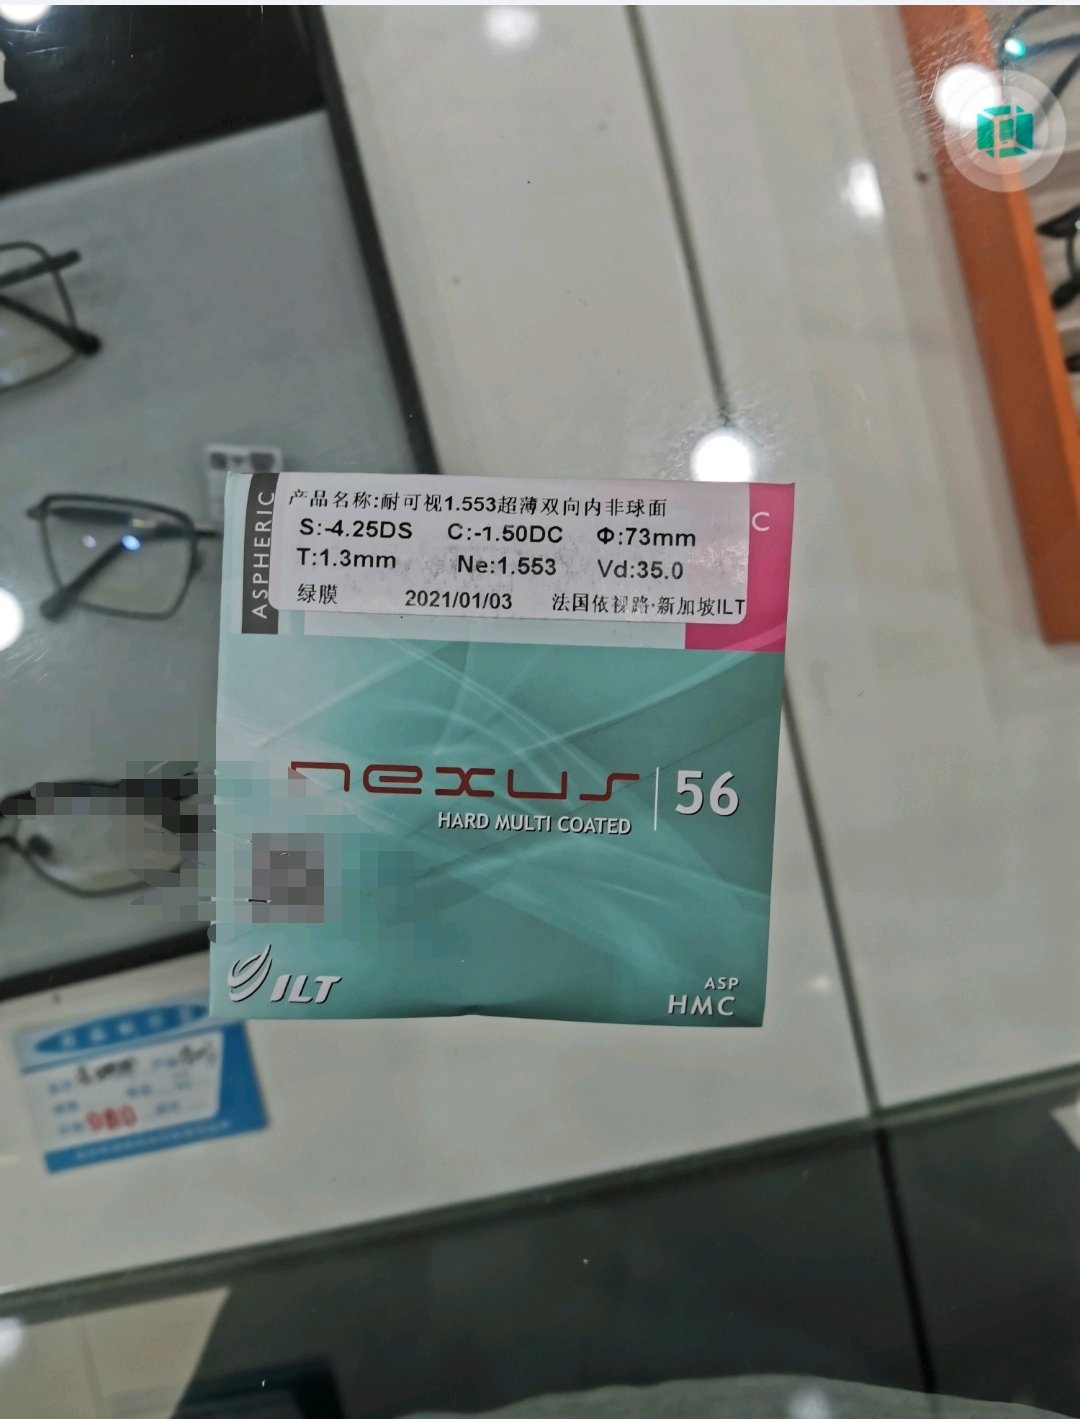 ASPHERIC
产品名称:耐可视1.553超薄双向内非球面
S:-4.25DS C:-1.50DC Φ:73mm
T:1.3mm Ne:1.553 Vd:35.0
绿膜 2021/01/03 法国依视路·新加坡ILT
C
nexus 56
HARD MULTI COATED
ILT
ASP
HMC
980